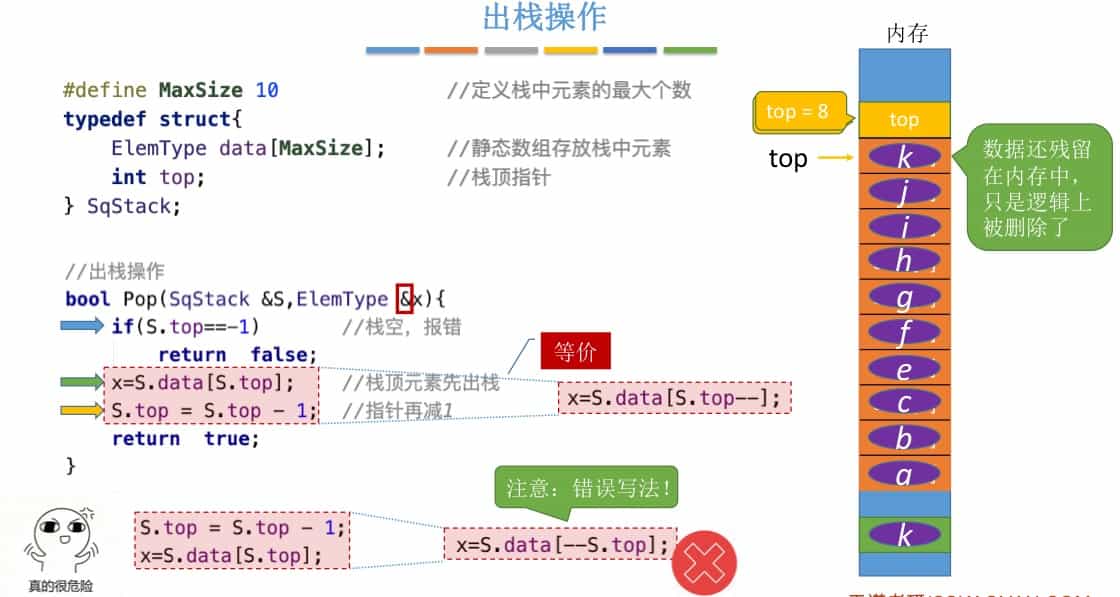 出栈操作
#define MaxSize 10 //定义栈中元素的最大个数
typedef struct{
ElemType data[MaxSize]; //静态数组存放栈中元素
int top; //栈顶指针
} SqStack;
//出栈操作
bool Pop(SqStack &S,ElemType &x){
if(S.top==-1) //栈空，报错
return false;
x=S.data[S.top]; //栈顶元素先出栈
S.top = S.top - 1; //指针再减1
return true;
}
等价
x=S.data[S.top--];
注意：错误写法！
S.top = S.top - 1;
x=S.data[S.top];
x=S.data[--S.top];
真的很危险
内存
top = 8
top
top
k
j
i
h
g
f
e
c
b
a
k
数据还残留
在内存中，
只是逻辑上
被删除了